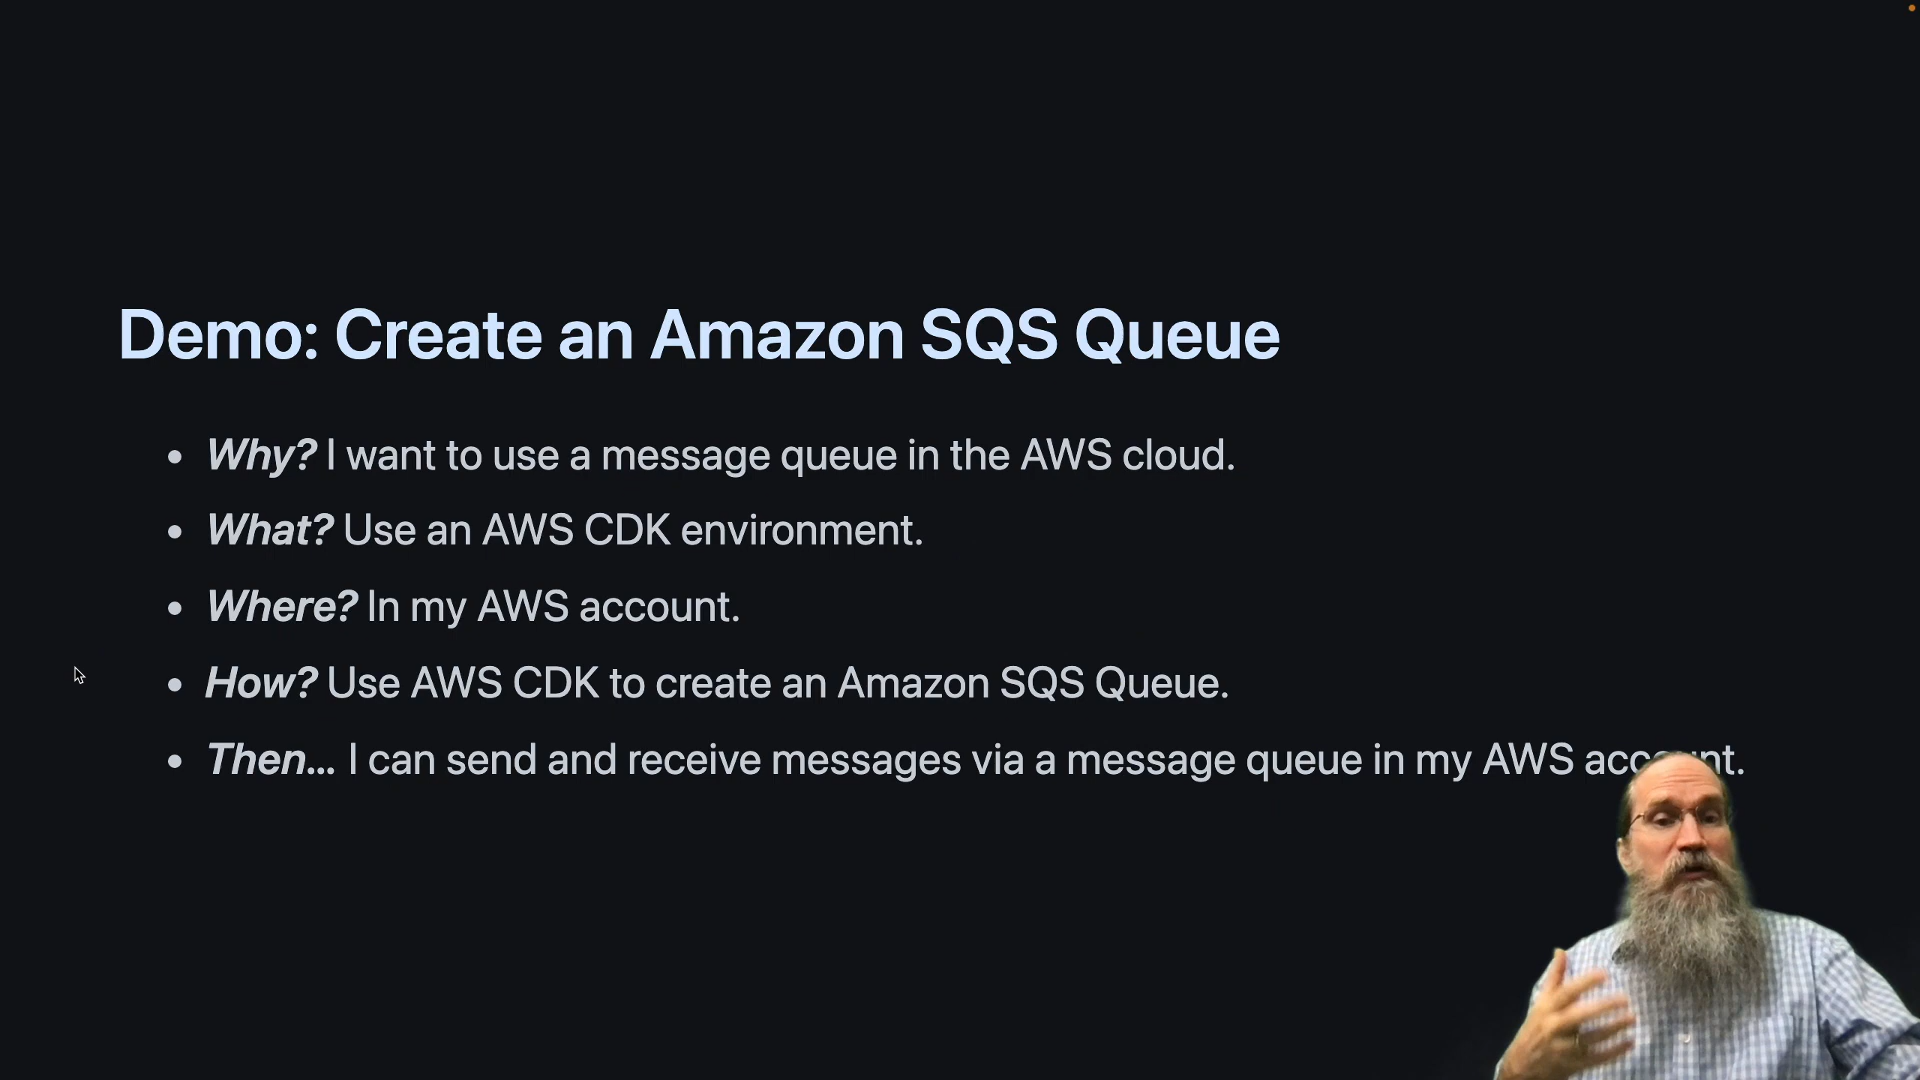 Demo: Create an Amazon SQS Queue
• Why? I want to use a message queue in the AWS cloud.
• What? Use an AWS CDK environment.
• Where? In my AWS account.
• How? Use AWS CDK to create an Amazon SQS Queue.
• Then... I can send and receive messages via a message queue in my AWS account.